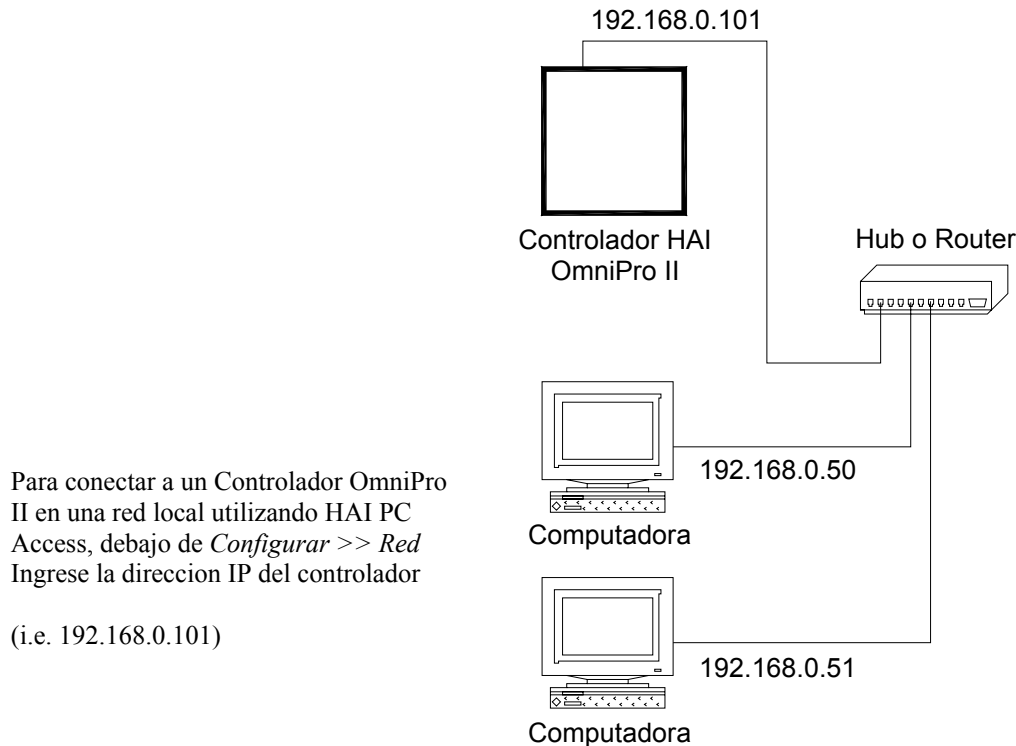 192.168.0.101
Controlador HAI
OmniPro II
Hub o Router
192.168.0.50
Computadora
Para conectar a un Controlador OmniPro
II en una red local utilizando HAI PC
Access, debajo de Configurar >> Red
Ingrese la direccion IP del controlador
(i.e. 192.168.0.101)
192.168.0.51
Computadora